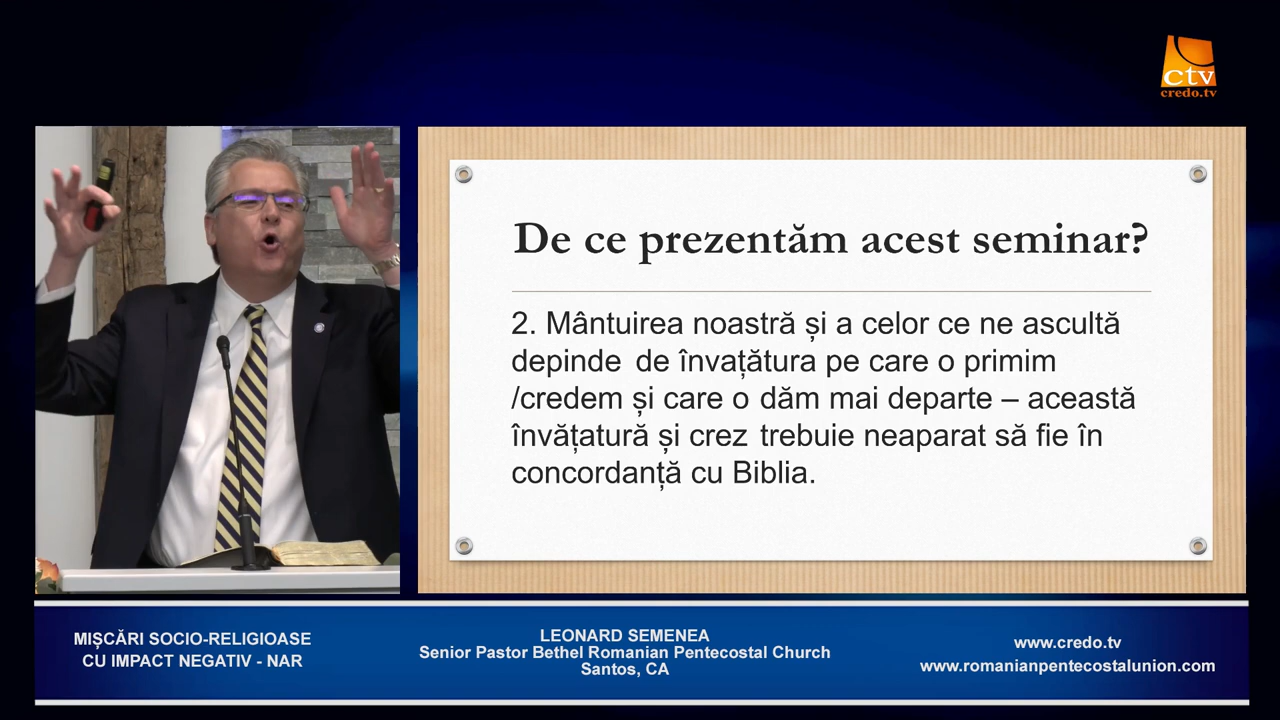 ctv
credo.tv
De ce prezentăm acest seminar?
2. Mântuirea noastră și a celor ce ne ascultă
depinde de învațătura pe care o primim
/credem și care o dăm mai departe – această
învățatură și crez trebuie neaparat să fie în
concordanță cu Biblia.
MIȘCĂRI SOCIO-RELIGIOASE
CU IMPACT NEGATIV - NAR
LEONARD SEMENEA
Senior Pastor Bethel Romanian Pentecostal Church
Santos, CA
www.credo.tv
www.romanianpentecostalunion.com